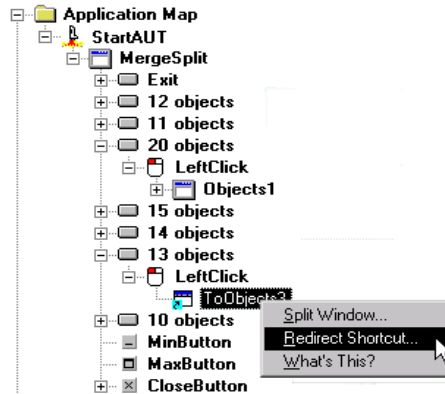 Application Map
StartAUT
MergeSplit
Exit
12 objects
11 objects
20 objects
LeftClick
Objects1
15 objects
14 objects
13 objects
LeftClick
ToObjects3
Split Window...
10 objects
Redirect Shortcut...
MinButton
What's This?
MaxButton
CloseButton